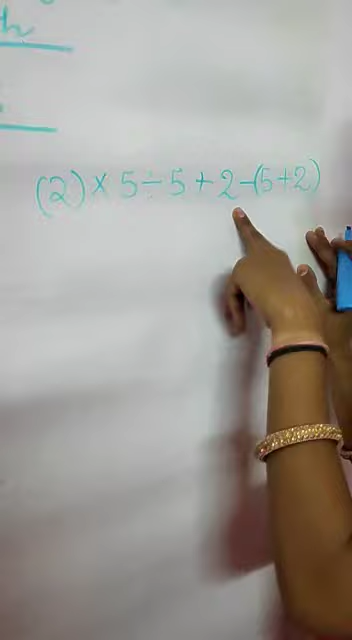 (2) × 5 ÷ 5 + 2 - (5+2)